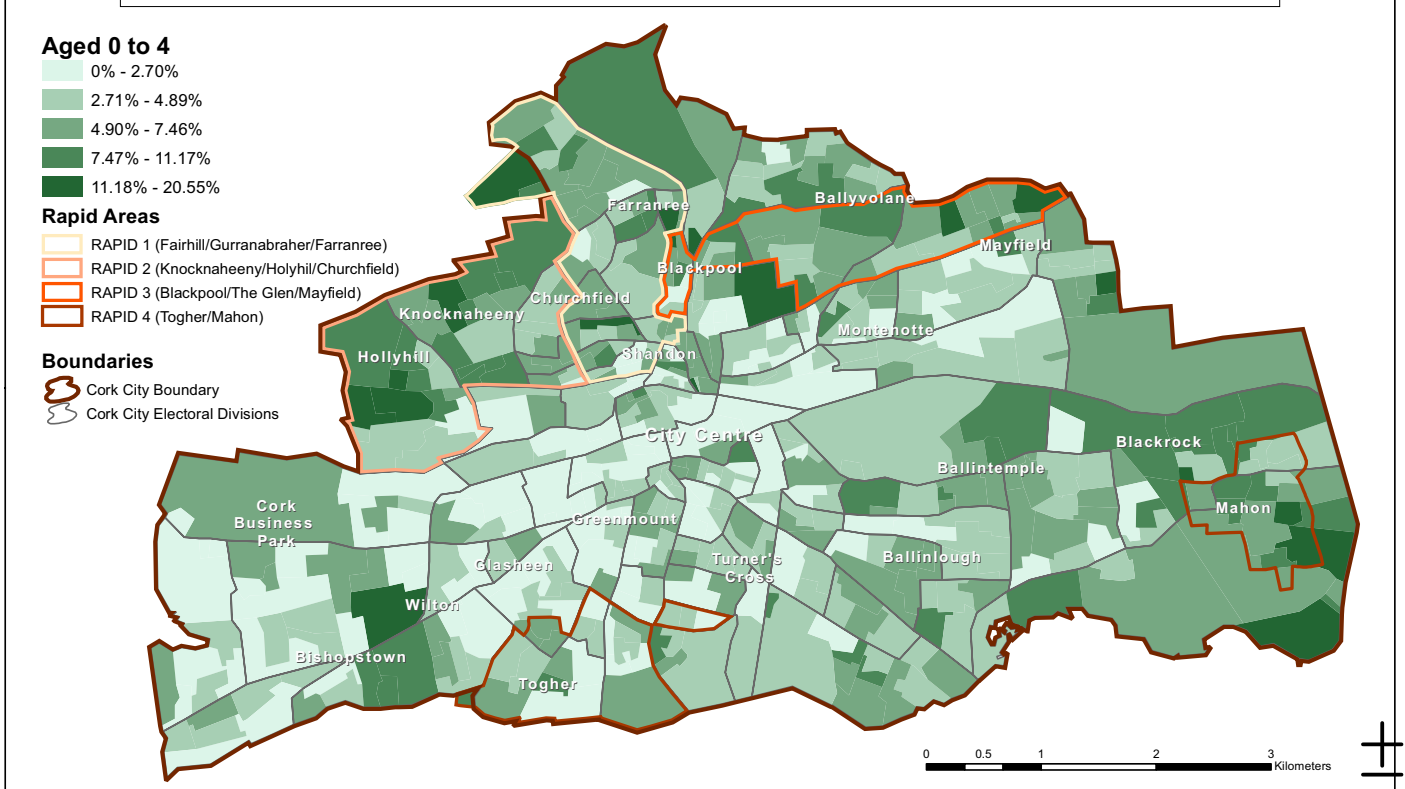 Aged 0 to 4
0% - 2.70%
2.71% - 4.89%
4.90% - 7.46%
7.47% - 11.17%
11.18% - 20.55%
Rapid Areas
RAPID 1 (Fairhill/Gurranabraher/Farranree)
RAPID 2 (Knocknaheeny/Holyhil/Churchfield)
RAPID 3 (Blackpool/The Glen/Mayfield)
RAPID 4 (Togher/Mahon)
Boundaries
Cork City Boundary
Cork City Electoral Divisions
Farranree
Ballyvolane
Mayfield
Blackpool
Churchfield
Knocknaheeny
Montenotte
Hollyhill
Shandon
City Centre
Blackrock
Ballintemple
Cork
Business
Park
Mahon
Greenmount
Glasheen
Turner's
Cross
Ballinlough
Wilton
Bishopstown
Togher
0 0.5 1 2 3
Kilometers